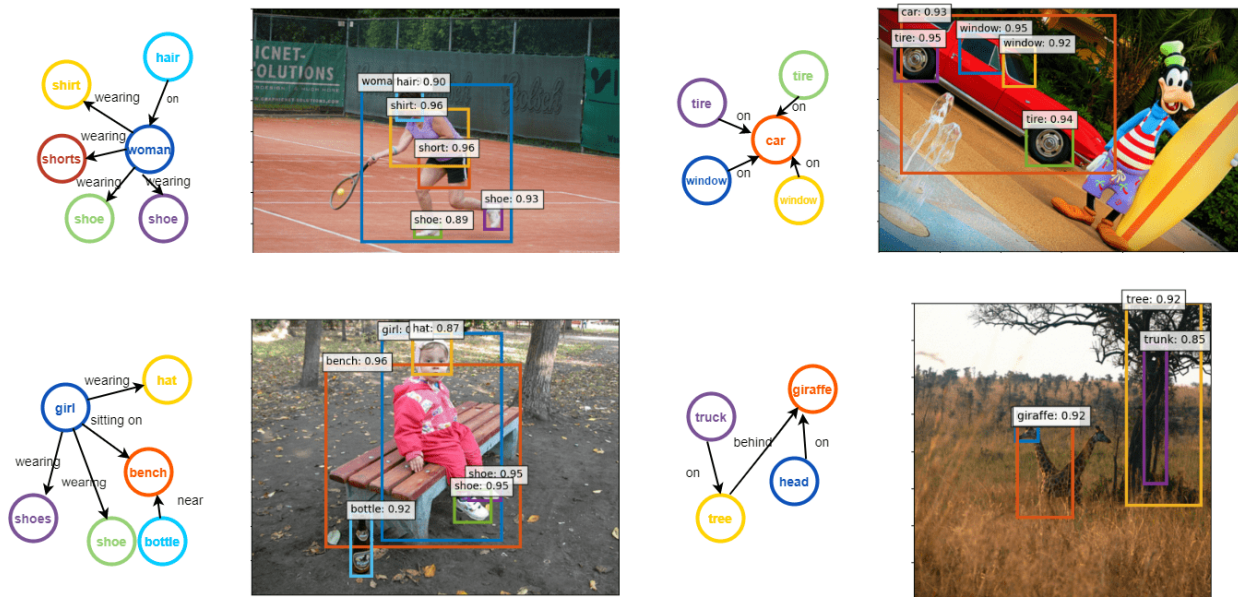 hair
shirt
wearing
on
wearing
woman
shorts
wearing
wearing
shoe
shoe
ICNET-
VOLUTIONS
hair: 0.90
shirt: 0.96
short: 0.96
shoe: 0.93
shoe: 0.89
tire
tire
on
on
car
window
on
on
window
car: 0.93
tire: 0.95
window: 0.95
window: 0.92
tire: 0.94
wearing
hat
girl
sitting on
wearing
wearing
bench
near
shoes
shoe
bottle
girl:
hat: 0.87
bench: 0.96
shoe: 0.95
shoe: 0.95
bottle: 0.92
giraffe
truck
behind
on
on
head
tree
tree: 0.92
trunk: 0.85
giraffe: 0.92